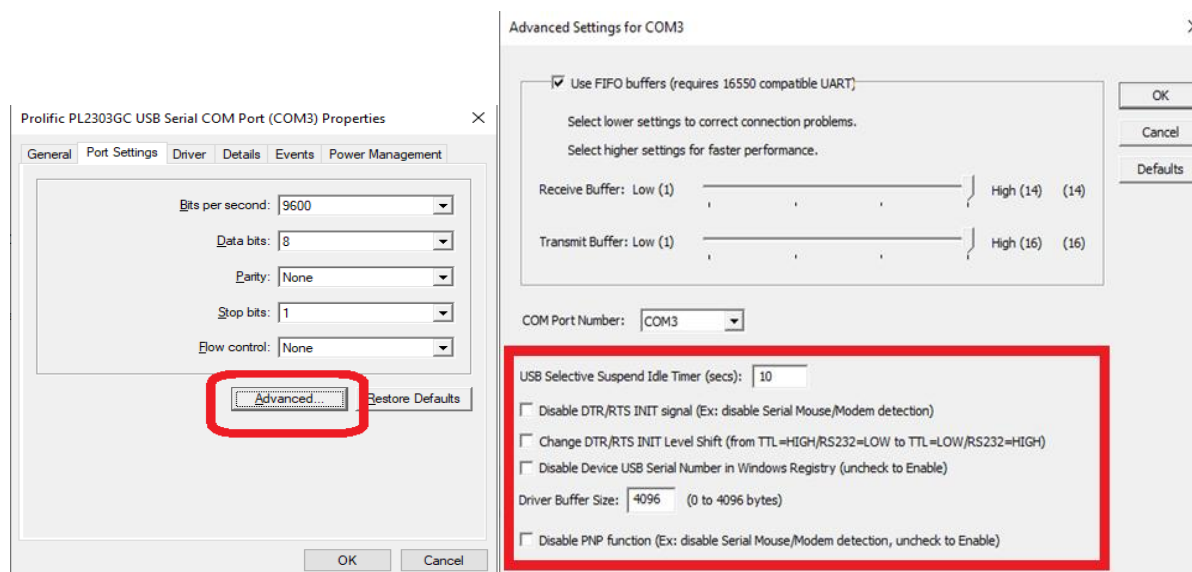 Prolific PL2303GC USB Serial COM Port (COM3) Properties
General Port Settings Driver Details Events Power Management
Bits per second: 9600
Data bits: 8
Parity: None
Stop bits: 1
Flow control: None
Advanced... Restore Defaults
OK Cancel
Advanced Settings for COM3
Use FIFO buffers (requires 16550 compatible UART)
OK
Select lower settings to correct connection problems.
Cancel
Select higher settings for faster performance.
Defaults
Receive Buffer: Low (1) High (14) (14)
Transmit Buffer: Low (1) High (16) (16)
COM Port Number: COM3
USB Selective Suspend Idle Timer (secs): 10
Disable DTR/RTS INIT signal (Ex: disable Serial Mouse/Modem detection)
Change DTR/RTS INIT Level Shift (from TTL=HIGH/RS232=LOW to TTL=LOW/RS232=HIGH)
Disable Device USB Serial Number in Windows Registry (uncheck to Enable)
Driver Buffer Size: 4096 (0 to 4096 bytes)
Disable PNP function (Ex: disable Serial Mouse/Modem detection, uncheck to Enable)